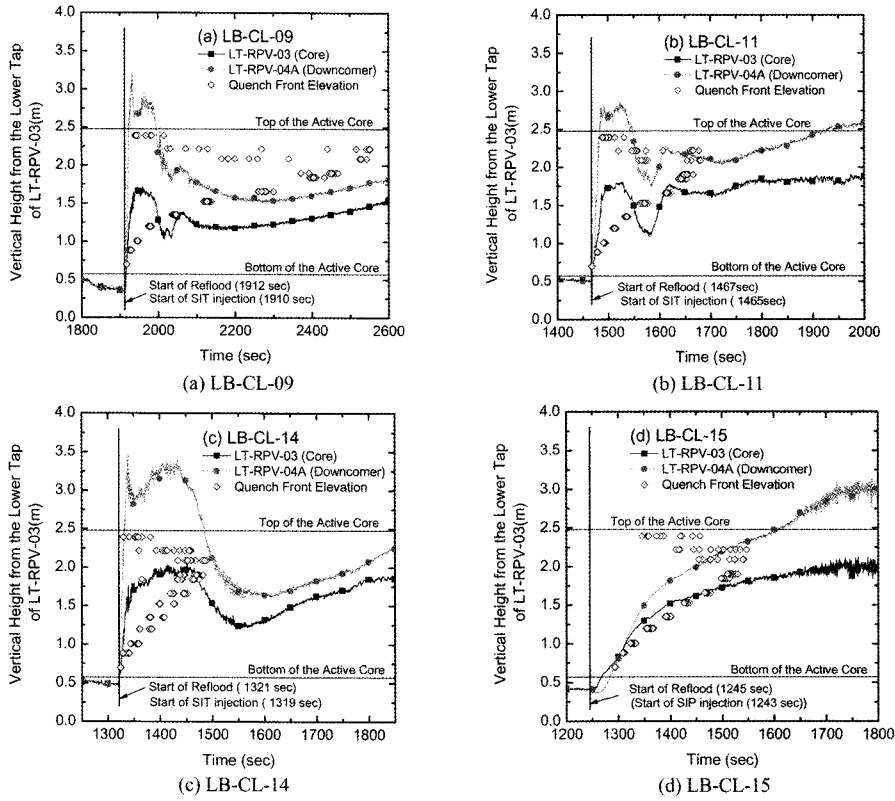 (a) LB-CL-09
LT-RPV-03 (Core)
LT-RPV-04A (Downcomer)
Quench Front Elevation
Top of the Active Core
Bottom of the Active Core
Start of Reflood (1912 sec)
Start of SIT injection (1910 sec)
Vertical Height from the Lower Tap
of LT-RPV-03(m)
4.0
3.5
3.0
2.5
2.0
1.5
1.0
0.5
0.0
1800 2000 2200 2400 2600
Time (sec)
(a) LB-CL-09
(b) LB-CL-11
LT-RPV-03 (Core)
LT-RPV-04A (Downcomer)
Quench Front Elevation
Top of the Active Core
Bottom of the Active Core
Start of Reflood ( 1467sec)
Start of SIT injection ( 1465sec)
Vertical Height from the Lower Tap
of LT-RPV-03(m)
4.0
3.5
3.0
2.5
2.0
1.5
1.0
0.5
0.0
1400 1500 1600 1700 1800 1900 2000
Time (sec)
(b) LB-CL-11
(c) LB-CL-14
LT-RPV-03 (Core)
LT-RPV-04A (Downcomer)
Quench Front Elevation
Top of the Active Core
Bottom of the Active Core
Start of Reflood ( 1321 sec)
Start of SIT injection ( 1319 sec)
Vertical Height from the Lower Tap
of LT-RPV-03(m)
4.0
3.5
3.0
2.5
2.0
1.5
1.0
0.5
0.0
1300 1400 1500 1600 1700 1800
Time (sec)
(c) LB-CL-14
(d) LB-CL-15
LT-RPV-03 (Core)
LT-RPV-04A (Downcomer)
Quench Front Elevation
Top of the Active Core
Bottom of the Active Core
Start of Reflood (1245 sec)
(Start of SIP injection (1243 sec))
Vertical Height from the Lower Tap
of LT-RPV-03(m)
4.0
3.5
3.0
2.5
2.0
1.5
1.0
0.5
0.0
1200 1300 1400 1500 1600 1700 1800
Time (sec)
(d) LB-CL-15